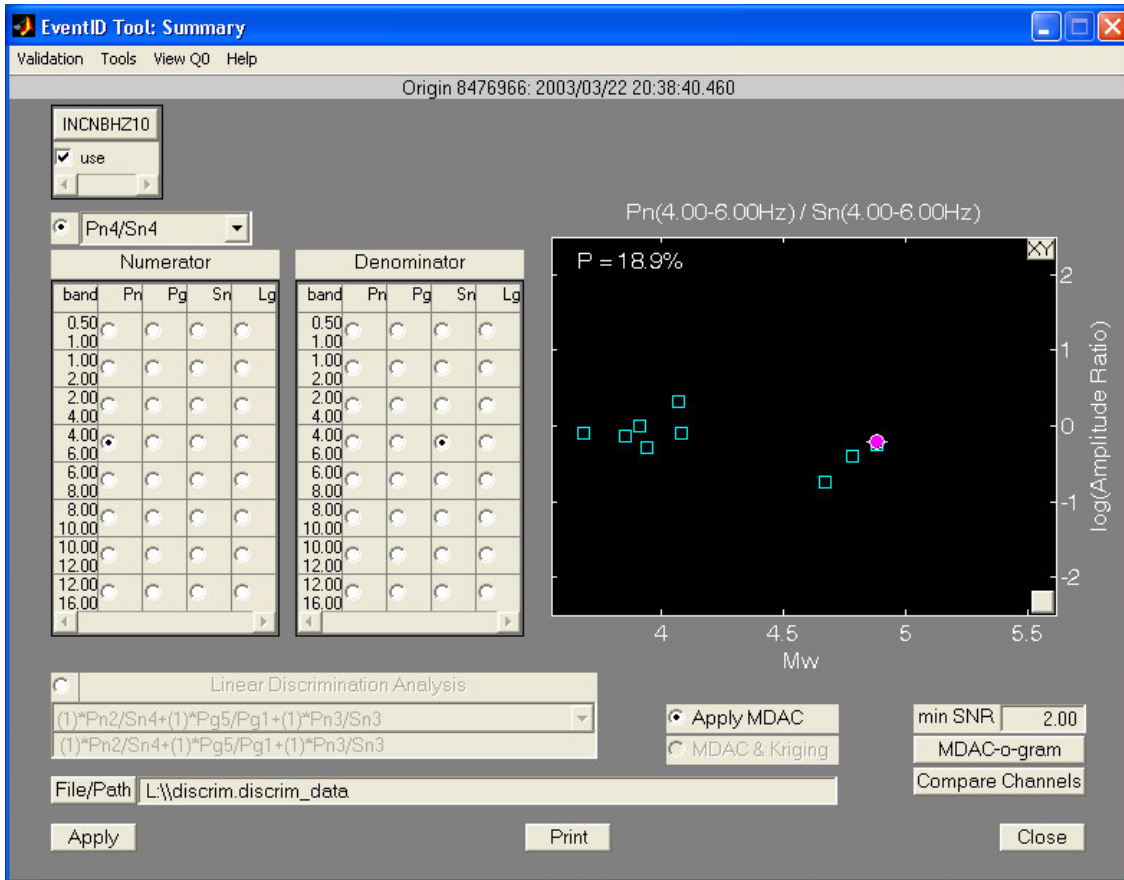 EventID Tool: Summary
Validation Tools View Q0 Help
Origin 8476966: 2003/03/22 20:38:40.460
INCNBHZ10
use
Pn4/Sn4
Numerator
band Pn Pg Sn Lg
0.50
1.00
1.00
2.00
2.00
4.00
4.00
6.00
6.00
8.00
8.00
10.00
10.00
12.00
12.00
16.00
Denominator
band Pn Pg Sn Lg
0.50
1.00
1.00
2.00
2.00
4.00
4.00
6.00
6.00
8.00
8.00
10.00
10.00
12.00
12.00
16.00
Pn(4.00-6.00Hz) / Sn(4.00-6.00Hz)
P = 18.9%
XY
2
1
0
-1
-2
log(Amplitude Ratio)
4 4.5 5 5.5
Mw
Linear Discrimination Analysis
(1)*Pn2/Sn4+(1)*Pg5/Pg1+(1)*Pn3/Sn3
(1)*Pn2/Sn4+(1)*Pg5/Pg1+(1)*Pn3/Sn3
Apply MDAC
MDAC & Kriging
min SNR 2.00
MDAC-o-gram
Compare Channels
File/Path L:\\discrim.discrim_data
Apply Print Close